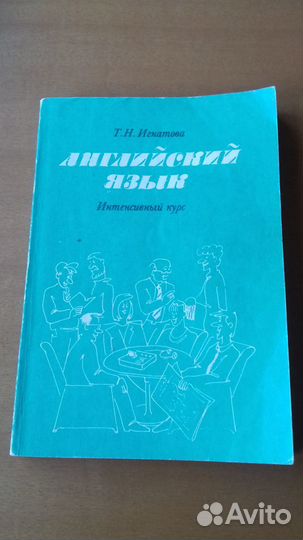 Т. Н. Игнатова
АНГЛИЙСКИЙ
ЯЗЫК
Интенсивный курс
Avito